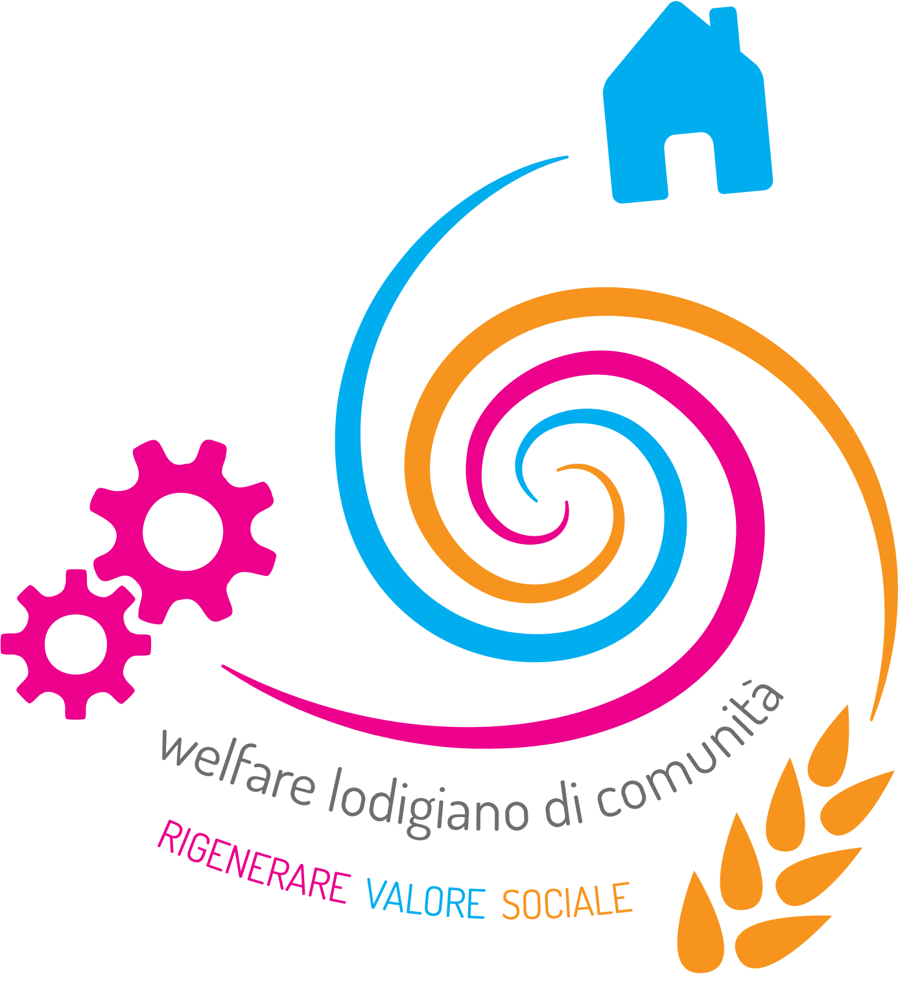 welfare lodigiano di comunità
RIGENERARE VALORE SOCIALE